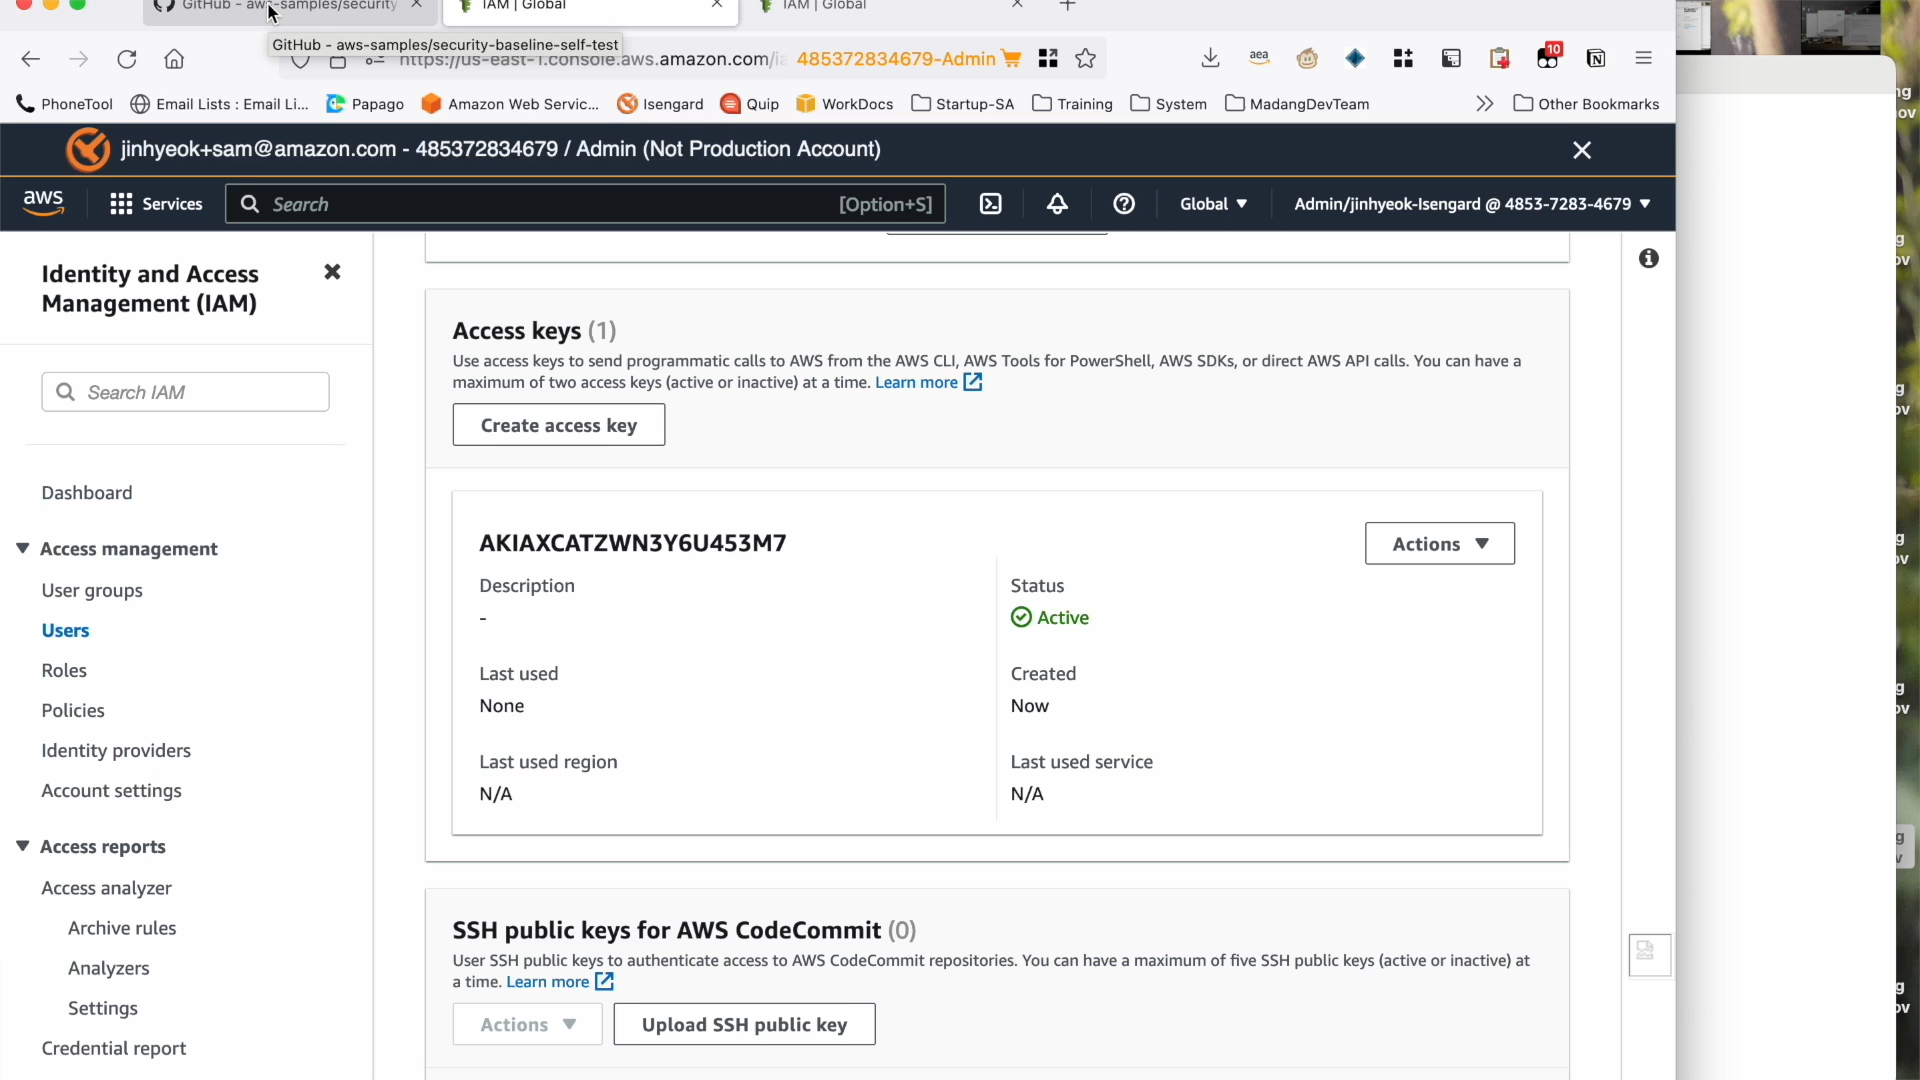 GitHub - aws-samples/security
IAM | Global
IAM | Global
GitHub - aws-samples/security-baseline-self-test
https://us-east-1.console.aws.amazon.com/ia
485372834679-Admin
aea
10
PhoneTool
Email Lists : Email Li...
Papago
Amazon Web Servic...
Isengard
Quip
WorkDocs
Startup-SA
Training
System
MadangDevTeam
Other Bookmarks
jinhyeok+sam@amazon.com - 485372834679 / Admin (Not Production Account)
aws
Services
Search
[Option+S]
Global
Admin/jinhyeok-Isengard @ 4853-7283-4679
Identity and Access
Management (IAM)
Search IAM
Dashboard
Access management
User groups
Users
Roles
Policies
Identity providers
Account settings
Access reports
Access analyzer
Archive rules
Analyzers
Settings
Credential report
Access keys (1)
Use access keys to send programmatic calls to AWS from the AWS CLI, AWS Tools for PowerShell, AWS SDKs, or direct AWS API calls. You can have a
maximum of two access keys (active or inactive) at a time. Learn more
Create access key
AKIAXCATZWN3Y6U453M7
Actions
Description
-
Status
Active
Last used
None
Created
Now
Last used region
N/A
Last used service
N/A
SSH public keys for AWS CodeCommit (0)
User SSH public keys to authenticate access to AWS CodeCommit repositories. You can have a maximum of five SSH public keys (active or inactive) at
a time. Learn more
Actions
Upload SSH public key